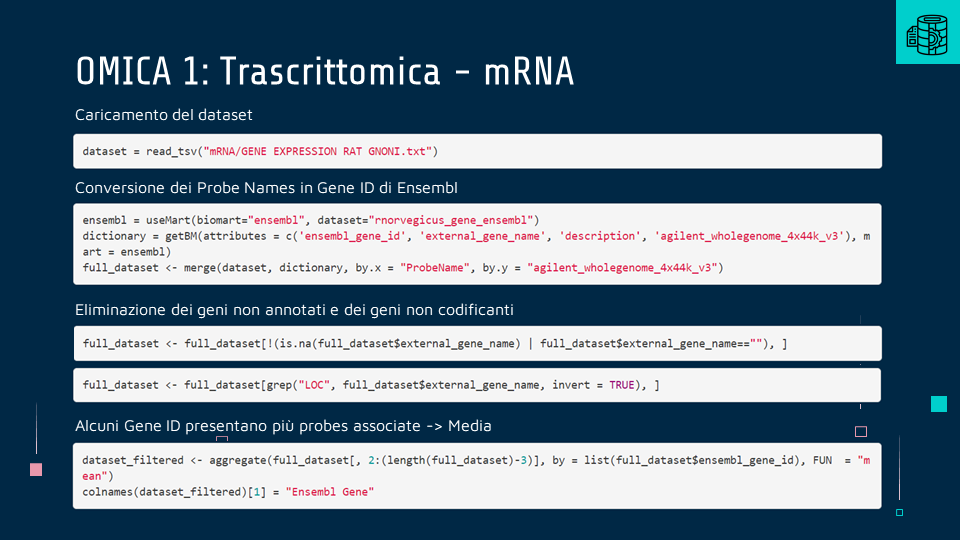 OMICA 1: Trascrittomica - mRNA
Caricamento del dataset
dataset = read_tsv("mRNA/GENE EXPRESSION RAT GNONI.txt")
Conversione dei Probe Names in Gene ID di Ensembl
ensembl = useMart(biomart="ensembl", dataset="rnorvegicus_gene_ensembl")
dictionary = getBM(attributes = c('ensembl_gene_id', 'external_gene_name', 'description', 'agilent_wholegenome_4x44k_v3'), m
art = ensembl)
full_dataset <- merge(dataset, dictionary, by.x = "ProbeName", by.y = "agilent_wholegenome_4x44k_v3")
Eliminazione dei geni non annotati e dei geni non codificanti
full_dataset <- full_dataset[!(is.na(full_dataset$external_gene_name) | full_dataset$external_gene_name==""), ]
full_dataset <- full_dataset[grep("LOC", full_dataset$external_gene_name, invert = TRUE), ]
Alcuni Gene ID presentano più probes associate -> Media
dataset_filtered <- aggregate(full_dataset[, 2:(length(full_dataset)-3)], by = list(full_dataset$ensembl_gene_id), FUN  = "m
ean")
colnames(dataset_filtered)[1] = "Ensembl Gene"